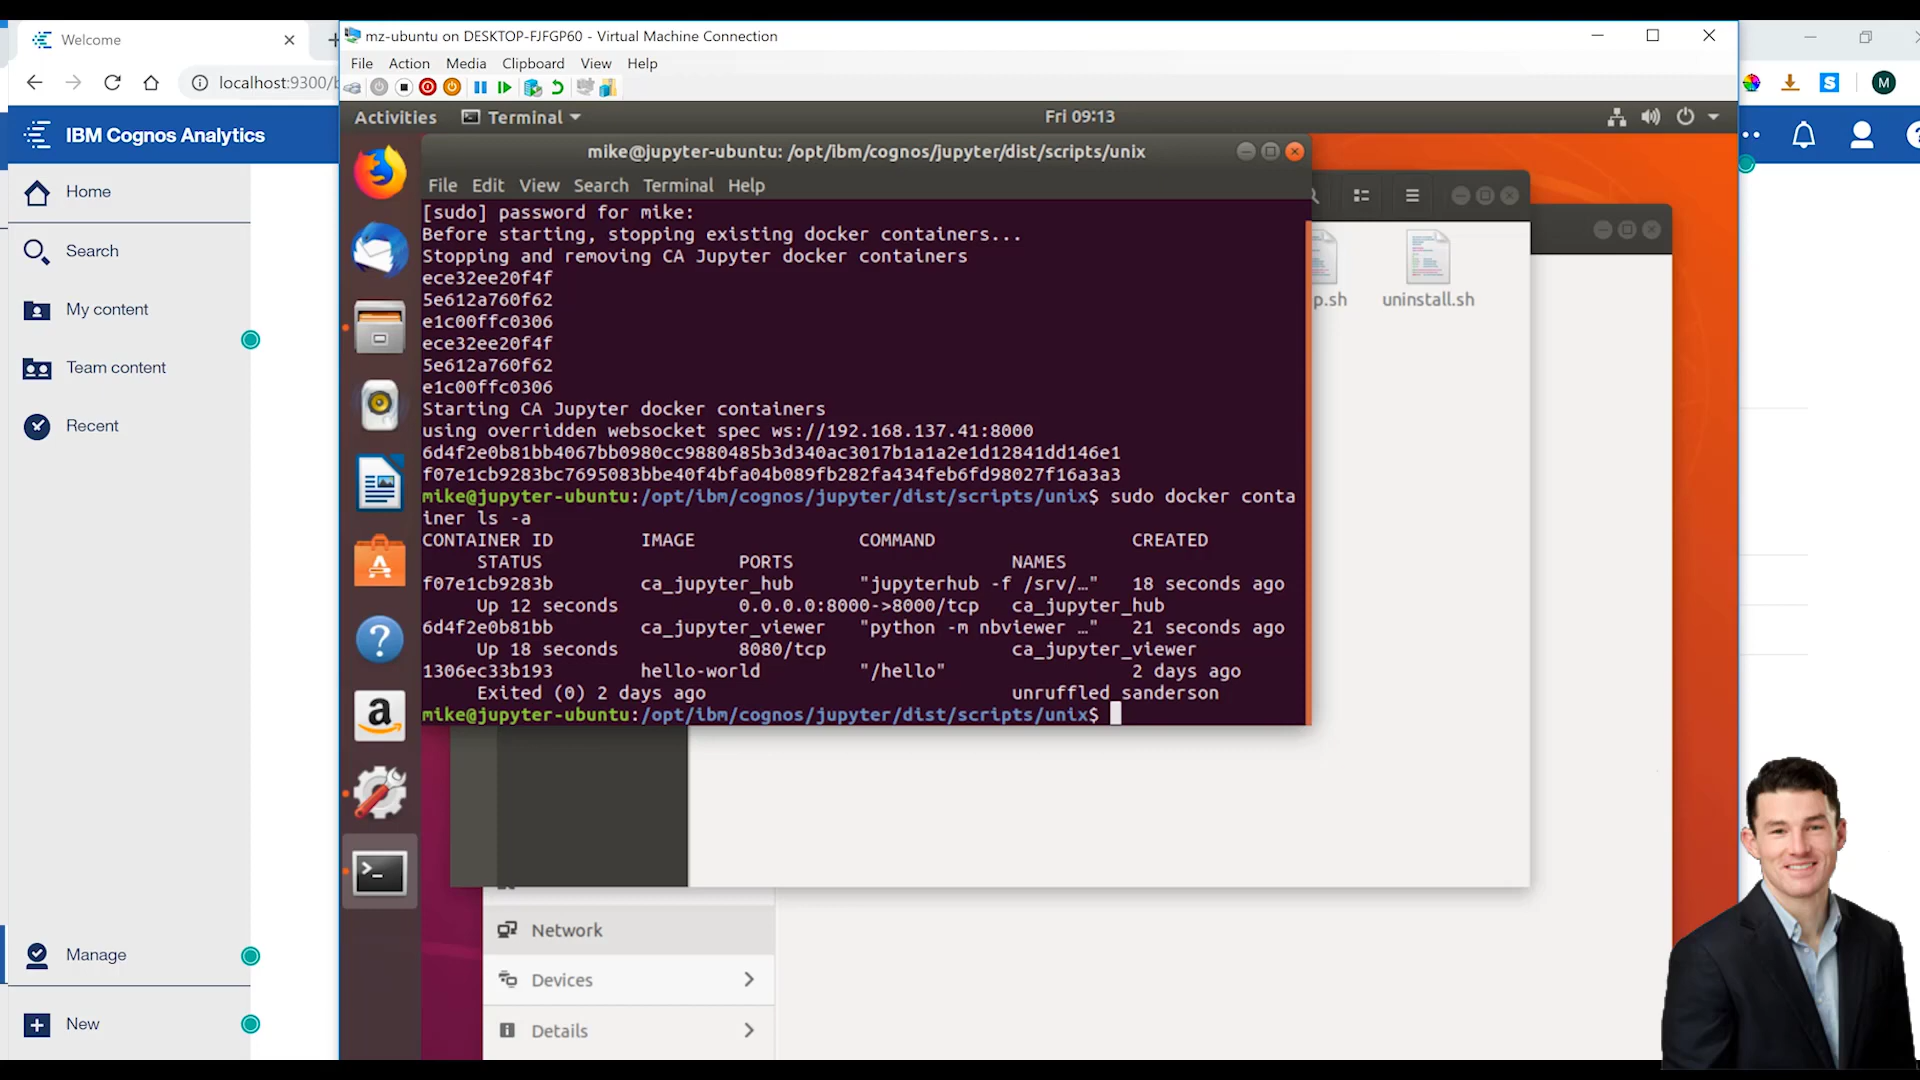 Welcome
localhost:9300/b
M
IBM Cognos Analytics
Home
Search
My content
Team content
Recent
Manage
New
mz-ubuntu on DESKTOP-FJFGP60 - Virtual Machine Connection
File Action Media Clipboard View Help
Activities Terminal Fri 09:13
mike@jupyter-ubuntu: /opt/ibm/cognos/jupyter/dist/scripts/unix
File Edit View Search Terminal Help
[sudo] password for mike:
Before starting, stopping existing docker containers...
Stopping and removing CA Jupyter docker containers
ece32ee20f4f
5e612a760f62
e1c00ffc0306
ece32ee20f4f
5e612a760f62
e1c00ffc0306
Starting CA Jupyter docker containers
using overridden websocket spec ws://192.168.137.41:8000
6d4f2e0b81bb4067bb0980cc9880485b3d340ac3017b1a1a2e1d12841dd146e1
f07e1cb9283bc7695083bbe40f4bfa04b089fb282fa434feb6fd98027f16a3a3
mike@jupyter-ubuntu:/opt/ibm/cognos/jupyter/dist/scripts/unix$ sudo docker conta
iner ls -a
CONTAINER ID IMAGE COMMAND CREATED
STATUS PORTS NAMES
f07e1cb9283b ca_jupyter_hub "jupyterhub -f /srv/…" 18 seconds ago
Up 12 seconds 0.0.0.0:8000->8000/tcp ca_jupyter_hub
6d4f2e0b81bb ca_jupyter_viewer "python -m nbviewer …" 21 seconds ago
Up 18 seconds 8080/tcp ca_jupyter_viewer
1306ec33b193 hello-world "/hello" 2 days ago
Exited (0) 2 days ago unruffled_sanderson
mike@jupyter-ubuntu:/opt/ibm/cognos/jupyter/dist/scripts/unix$
p.sh uninstall.sh
Network
Devices
Details